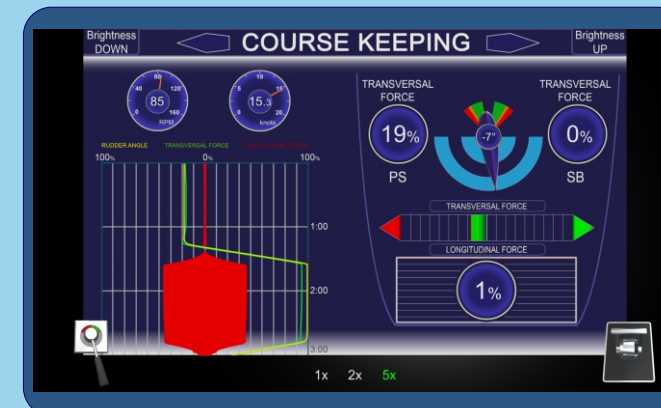 Brightness
DOWN
COURSE KEEPING
Brightness
UP
80
40
120
85
0
160
RPM
10
5
15
15.3
0
20
knots
TRANSVERSAL
FORCE
19%
PS
-7°
TRANSVERSAL
FORCE
0%
SB
RUDDER ANGLE
TRANSVERSAL FORCE
LONGITUDINAL FORCE
100%
0%
100%
1:00
2:00
3:00
TRANSVERSAL FORCE
LONGITUDINAL FORCE
1%
1x 2x 5x